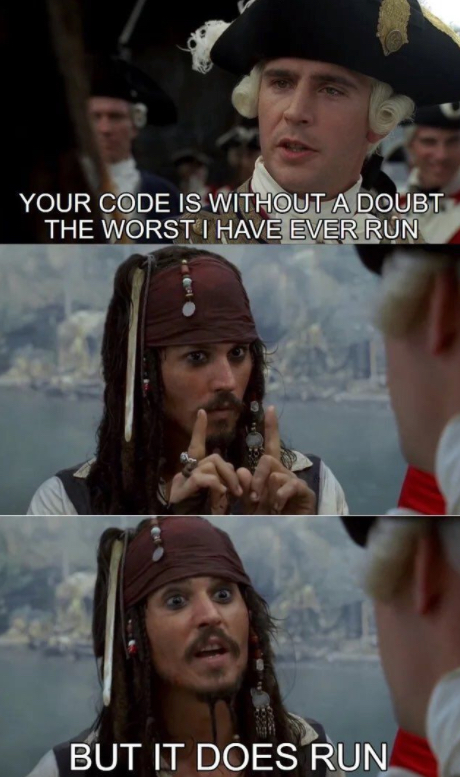 YOUR CODE IS WITHOUT A DOUBT
THE WORST I HAVE EVER RUN
BUT IT DOES RUN